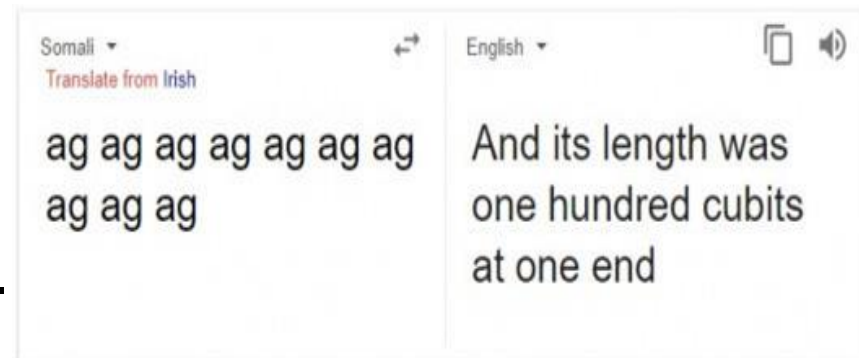 Somali
English
Translate from Irish
ag ag ag ag ag ag ag
ag ag ag
And its length was
one hundred cubits
at one end